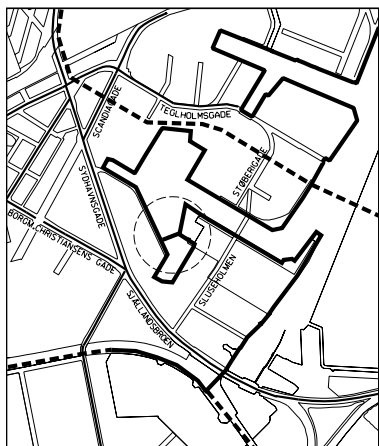 TEGLHOLMSGADE
SCANDIAGADE
SYDHAVNSGADE
STØBERIGADE
BORGM.CHRISTIANSENS GADE
SLUSEHOLMEN
SJÆLLANDSBROEN